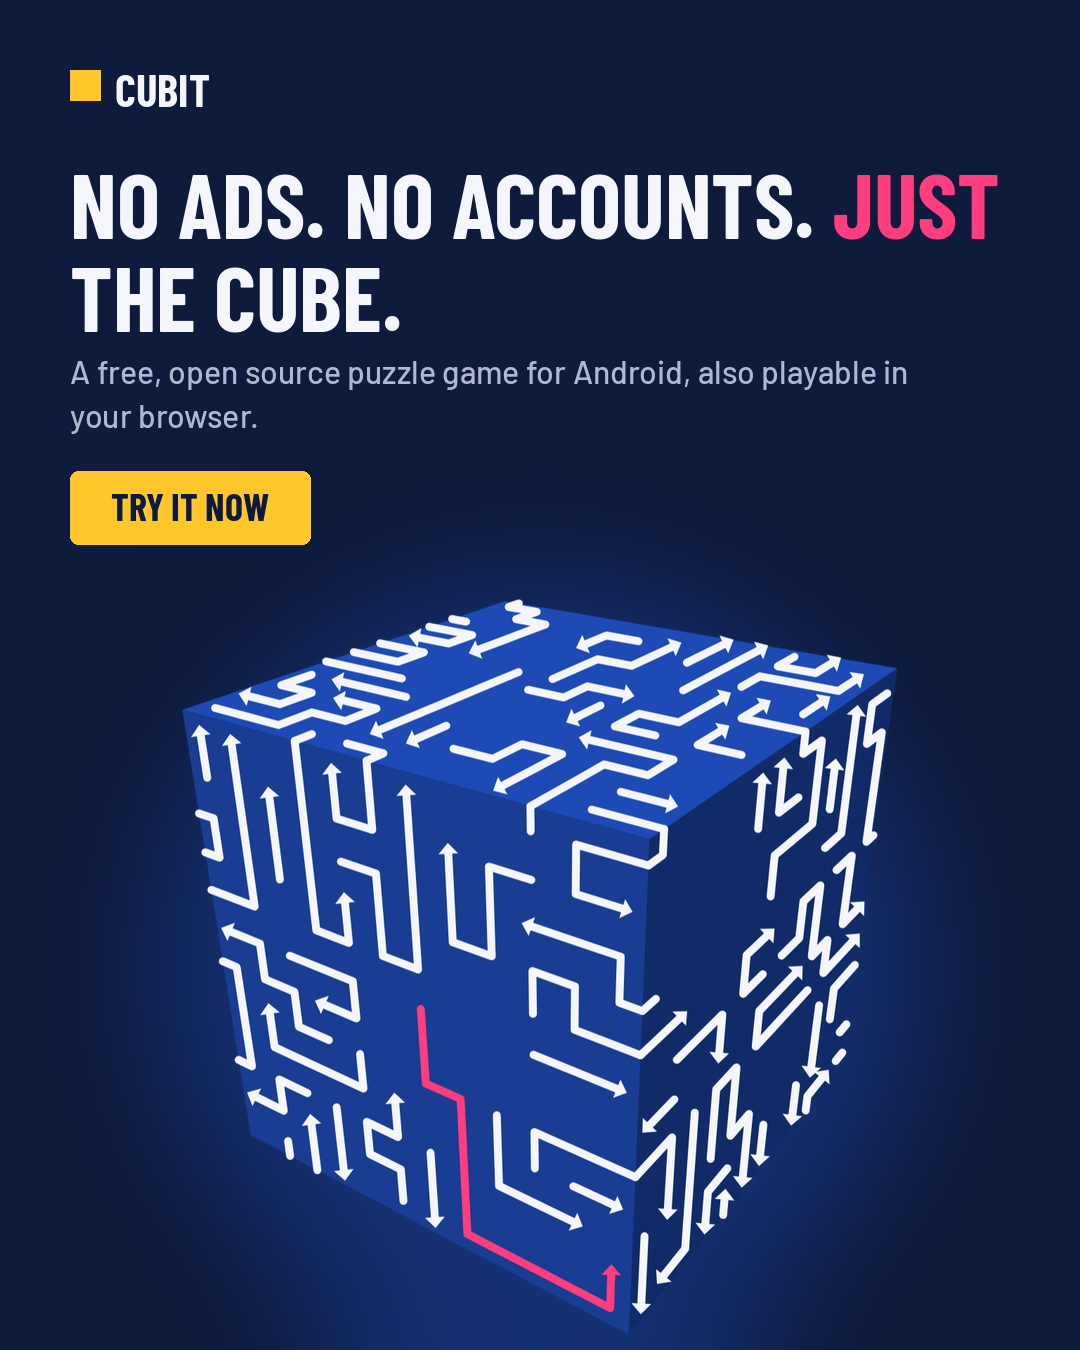 CUBIT
NO ADS. NO ACCOUNTS. JUST
THE CUBE.
A free, open source puzzle game for Android, also playable in
your browser.
TRY IT NOW